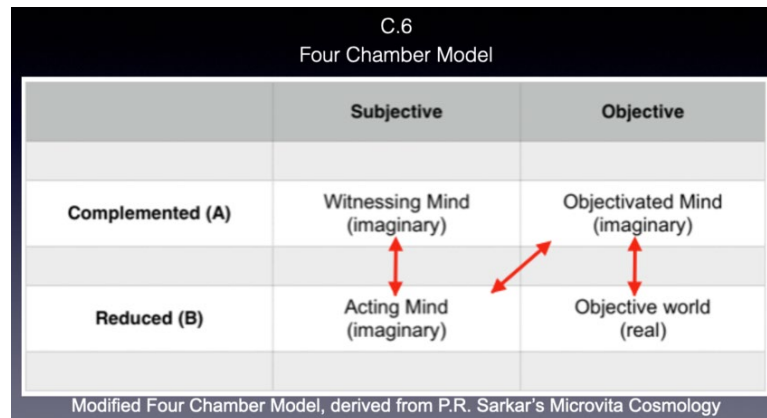 C.6
Four Chamber Model
Subjective Objective
Complemented (A) Witnessing Mind (imaginary) Objectivated Mind (imaginary)
Reduced (B) Acting Mind (imaginary) Objective world (real)
Modified Four Chamber Model, derived from P.R. Sarkar's Microvita Cosmology